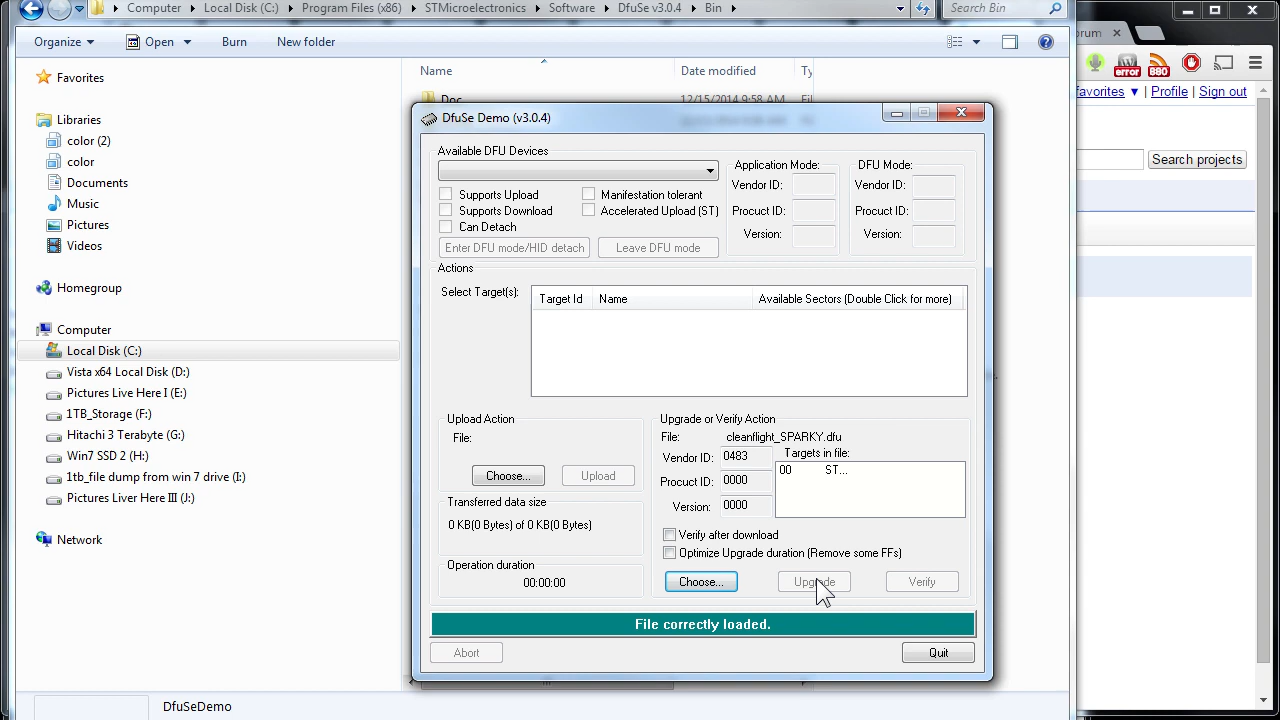 Computer ▸ Local Disk (C:) ▸ Program Files (x86) ▸ STMicroelectronics ▸ Software ▸ DfuSe v3.0.4 ▸ Bin ▸
Search Bin
Organize
Open
Burn
New folder
Favorites
Libraries
color (2)
color
Documents
Music
Pictures
Videos
Homegroup
Computer
Local Disk (C:)
Vista x64 Local Disk (D:)
Pictures Live Here I (E:)
1TB_Storage (F:)
Hitachi 3 Terabyte (G:)
Win7 SSD 2 (H:)
1tb_file dump from win 7 drive (I:)
Pictures Liver Here III (J:)
Network
Name
Date modified
Ty
Doc
12/15/2014 9:58 AM
Fil
DfuSe Demo (v3.0.4)
Available DFU Devices
Supports Upload
Supports Download
Can Detach
Manifestation tolerant
Accelerated Upload (ST)
Enter DFU mode/HID detach
Leave DFU mode
Application Mode:
Vendor ID:
Procuct ID:
Version:
DFU Mode:
Vendor ID:
Procuct ID:
Version:
Actions
Select Target(s):
Target Id
Name
Available Sectors (Double Click for more)
Upload Action
File:
Choose...
Upload
Transferred data size
0 KB(0 Bytes) of 0 KB(0 Bytes)
Operation duration
00:00:00
Upgrade or Verify Action
File: cleanflight_SPARKY.dfu
Vendor ID: 0483
Procuct ID: 0000
Version: 0000
Targets in file:
00 ST...
Verify after download
Optimize Upgrade duration (Remove some FFs)
Choose...
Upgrade
Verify
File correctly loaded.
Abort
Quit
DfuSeDemo
orum
error
880
favorites ▼ | Profile | Sign out
Search projects